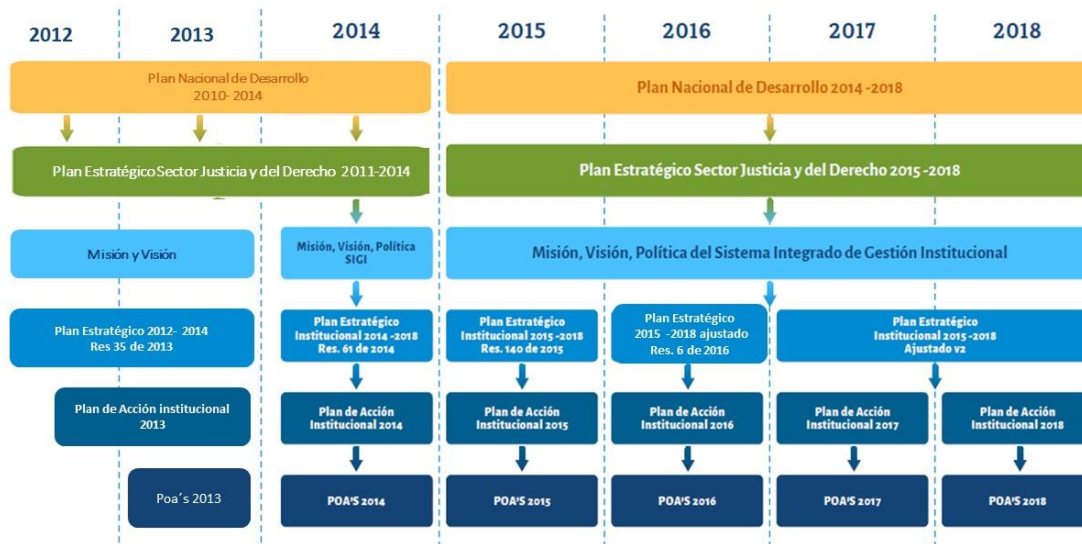 2012
2013
2014
2015
2016
2017
2018
Plan Nacional de Desarrollo
2010- 2014
Plan Nacional de Desarrollo 2014 -2018
Plan Estratégico Sector Justicia y del Derecho 2011-2014
Plan Estratégico Sector Justicia y del Derecho 2015 -2018
Misión y Visión
Misión, Visión, Política
SIGI
Misión, Visión, Política del Sistema Integrado de Gestión Institucional
Plan Estratégico 2012- 2014
Res 35 de 2013
Plan Estratégico
Institucional 2014 -2018
Res. 61 de 2014
Plan Estratégico
Institucional 2015 -2018
Res. 140 de 2015
Plan Estratégico
2015 -2018 ajustado
Res. 6 de 2016
Plan Estratégico
Institucional 2015 -2018
Ajustado v2
Plan de Acción institucional
2013
Plan de Acción
Institucional 2014
Plan de Acción
Institucional 2015
Plan de Acción
Institucional 2016
Plan de Acción
Institucional 2017
Plan de Acción
Institucional 2018
Poa´s 2013
POA'S 2014
POA'S 2015
POA'S 2016
POA'S 2017
POA'S 2018